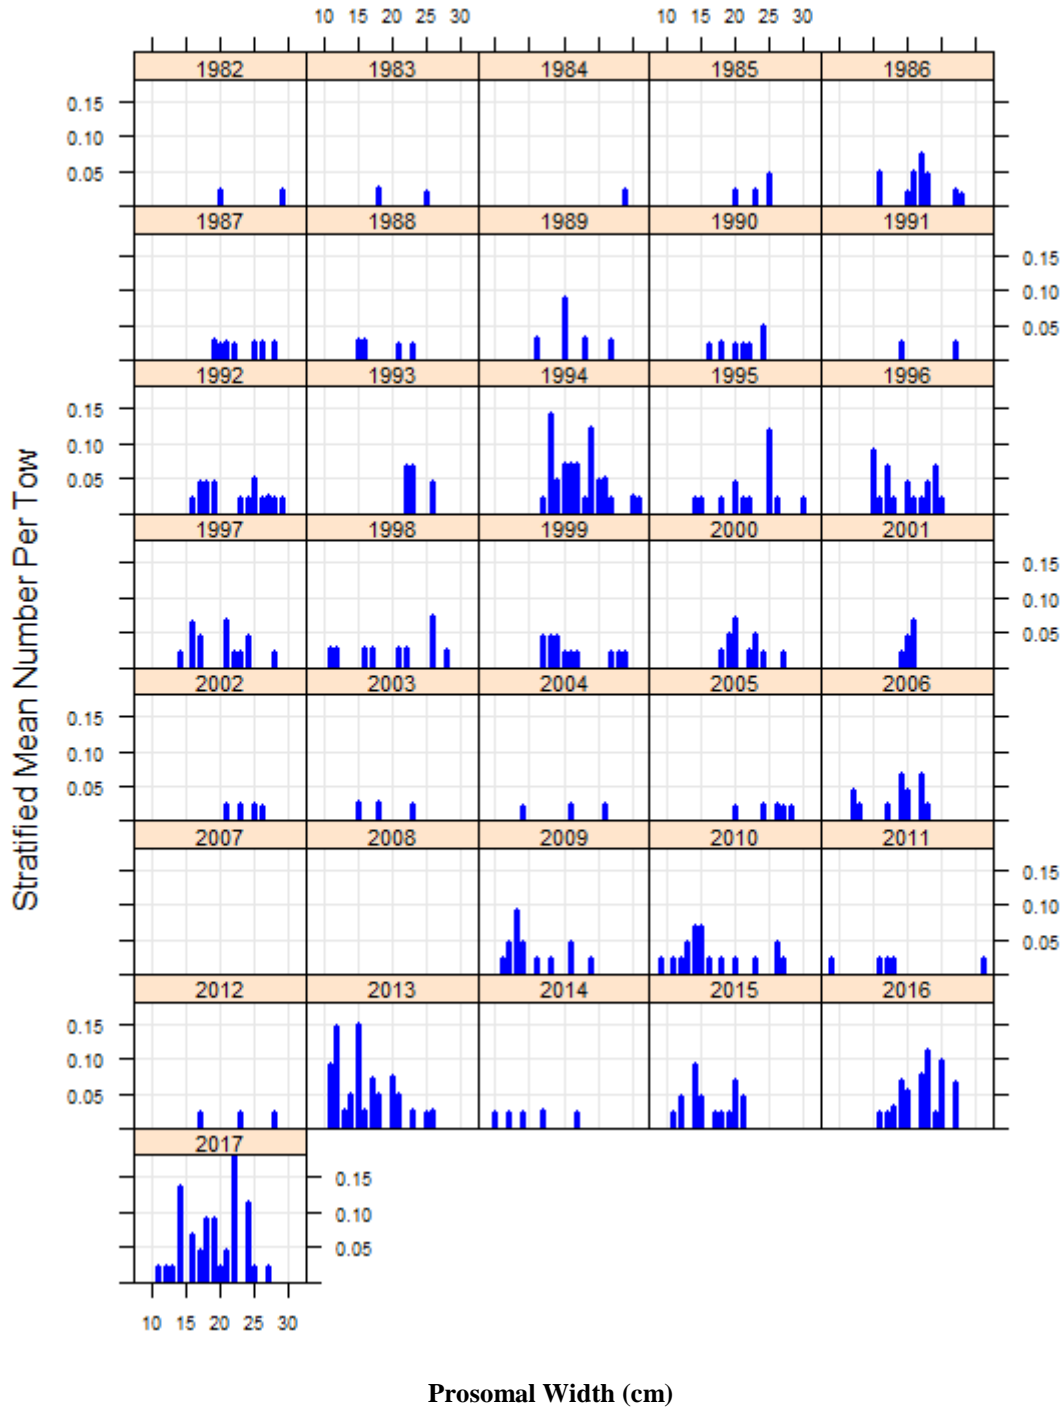 10 15 20 25 30 10 15 20 25 30
1982 1983 1984 1985 1986
0.15
0.10
0.05
1987 1988 1989 1990 1991
0.15
0.10
0.05
1992 1993 1994 1995 1996
0.15
0.10
0.05
1997 1998 1999 2000 2001
0.15
0.10
0.05
Stratified Mean Number Per Tow
2002 2003 2004 2005 2006
0.15
0.10
0.05
2007 2008 2009 2010 2011
0.15
0.10
0.05
2012 2013 2014 2015 2016
0.15
0.10
0.05
2017
0.15
0.10
0.05
10 15 20 25 30
Prosomal Width (cm)